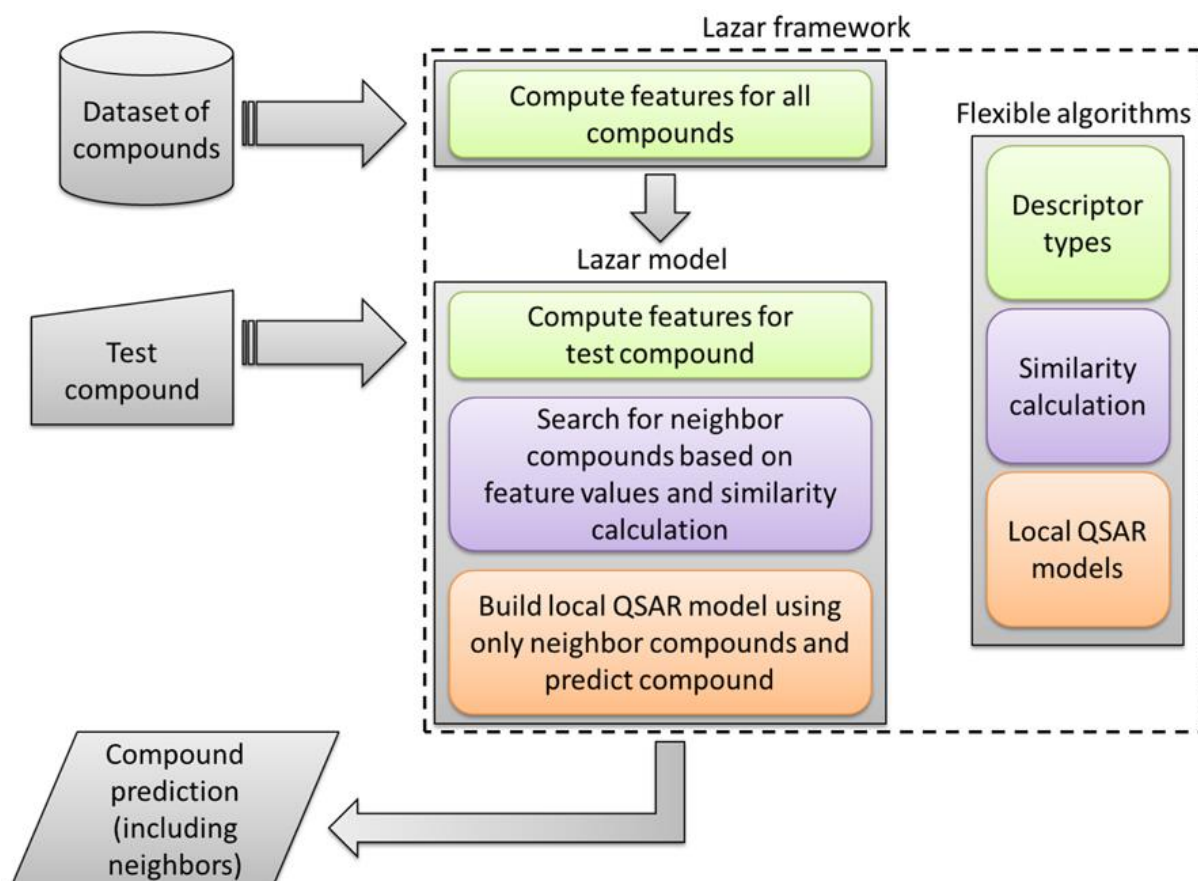 Lazar framework
Dataset of
compounds
Compute features for all
compounds
Flexible algorithms
Descriptor
types
Similarity
calculation
Local QSAR
models
Lazar model
Test
compound
Compute features for
test compound
Search for neighbor
compounds based on
feature values and similarity
calculation
Build local QSAR model using
only neighbor compounds and
predict compound
Compound
prediction
(including
neighbors)